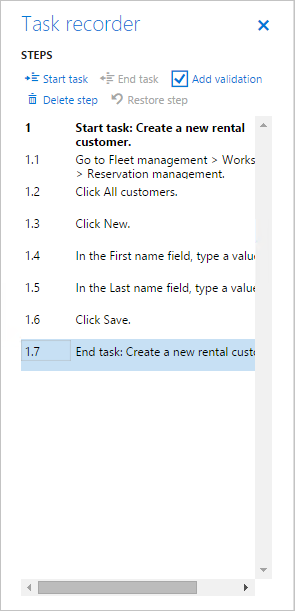 Task recorder
STEPS
Start task End task Add validation
Delete step Restore step
1 Start task: Create a new rental
customer.
1.1 Go to Fleet management > Works
> Reservation management.
1.2 Click All customers.
1.3 Click New.
1.4 In the First name field, type a value
1.5 In the Last name field, type a value
1.6 Click Save.
1.7 End task: Create a new rental custo